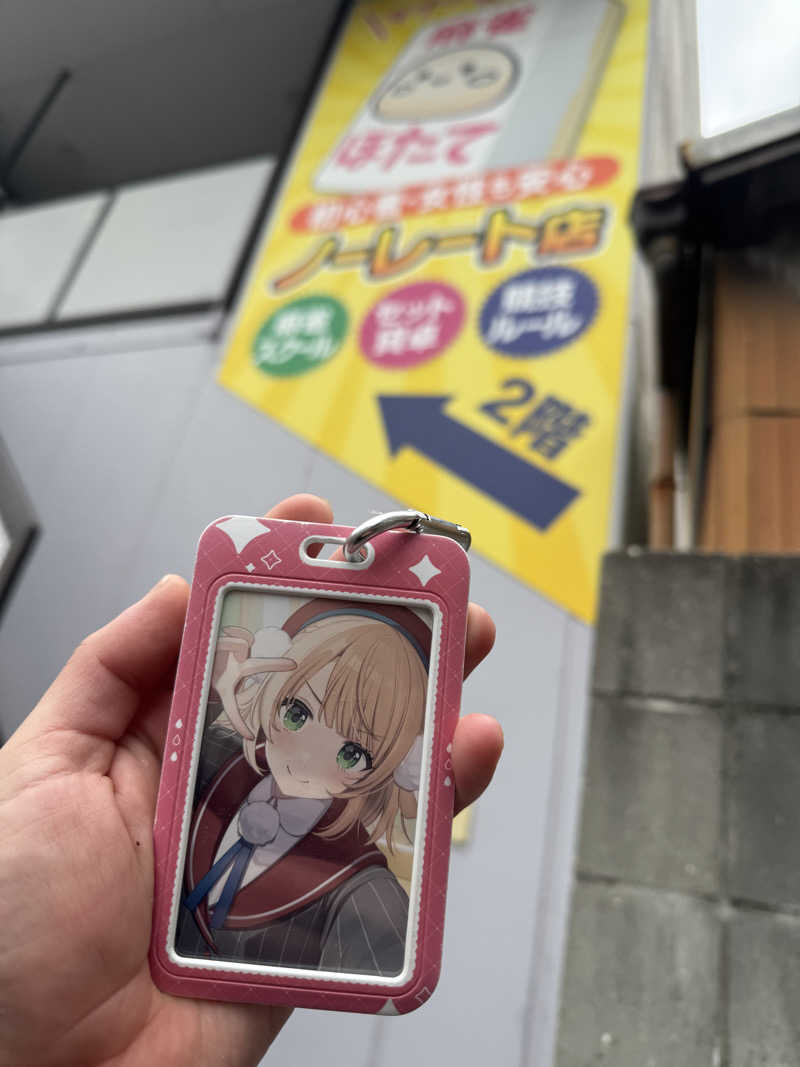 麻雀
ほたて
初心者・女性も安心
ノーレート店
麻雀
スクール
セット
貸卓
競技
ルール
2階